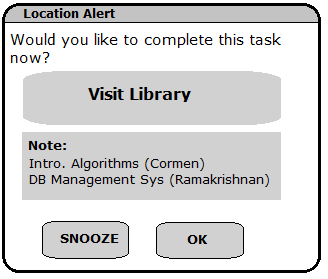 Location Alert
Would you like to complete this task
now?
Visit Library
Note:
Intro. Algorithms (Cormen)
DB Management Sys (Ramakrishnan)
SNOOZE OK